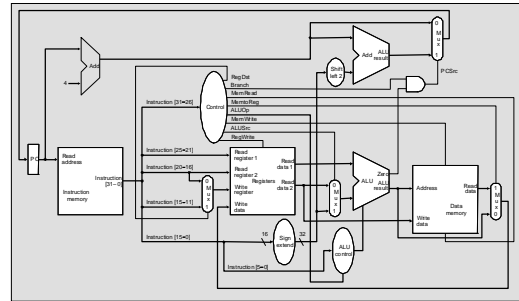 0
M
u
x
1
Add
ALU
result
Add
Shift
left 2
4
RegDst
Branch
MemRead
MemtoReg
ALUOp
MemWrite
ALUSrc
RegWrite
Control
PCSrc
Instruction [31–26]
Instruction [25–21]
Instruction [20–16]
Instruction [15–11]
Instruction [15–0]
Instruction [5–0]
PC
Read
address
Instruction
[31–0]
Instruction
memory
0
M
u
x
1
Read
register 1
Read
register 2
Write
register
Write
data
Registers
Read
data 1
Read
data 2
0
M
u
x
1
ALU
Zero
ALU
result
Address
Write
data
Data
memory
Read
data
1
M
u
x
0
16
Sign
extend
32
ALU
control